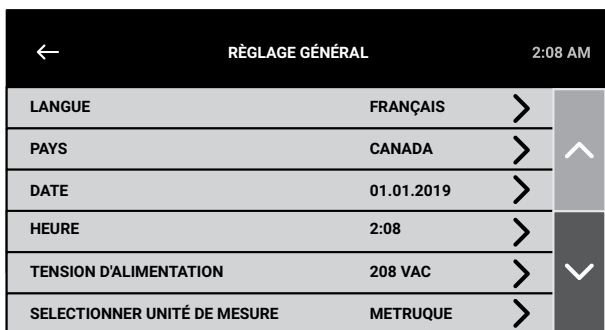 RÈGLAGE GÉNÉRAL 2:08 AM
LANGUE FRANÇAIS
PAYS CANADA
DATE 01.01.2019
HEURE 2:08
TENSION D'ALIMENTATION 208 VAC
SELECTIONNER UNITÉ DE MESURE METRUQUE